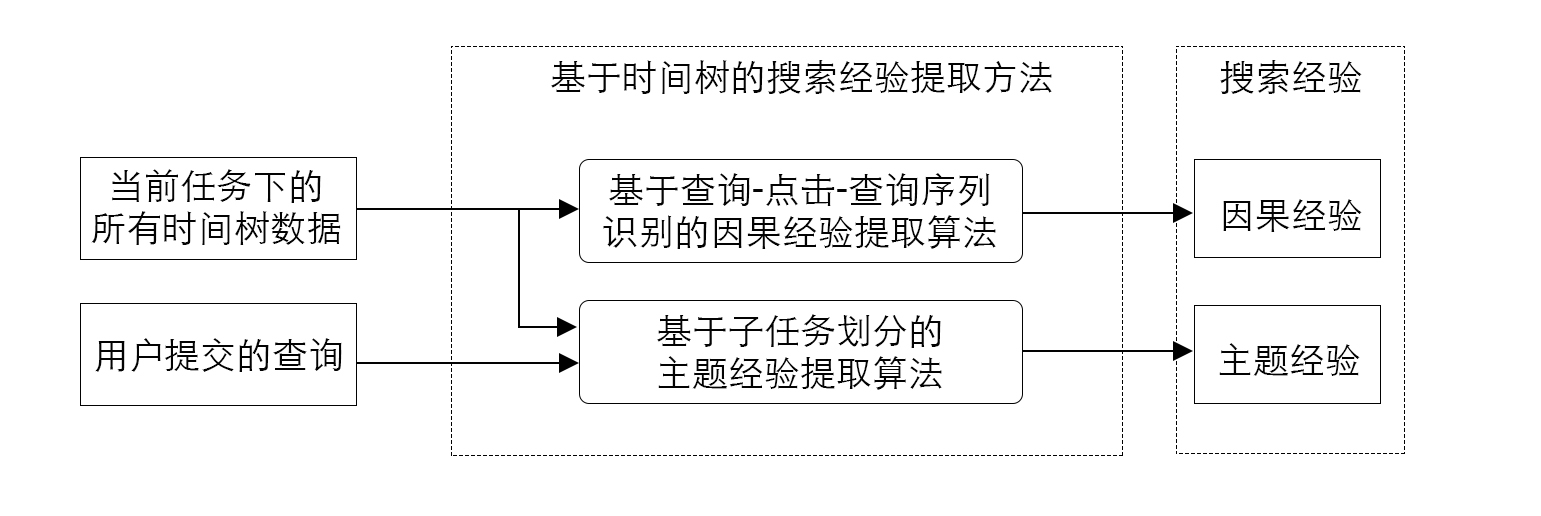 基于时间树的搜索经验提取方法
搜索经验
当前任务下的
所有时间树数据
基于查询-点击-查询序列
识别的因果经验提取算法
因果经验
用户提交的查询
基于子任务划分的
主题经验提取算法
主题经验